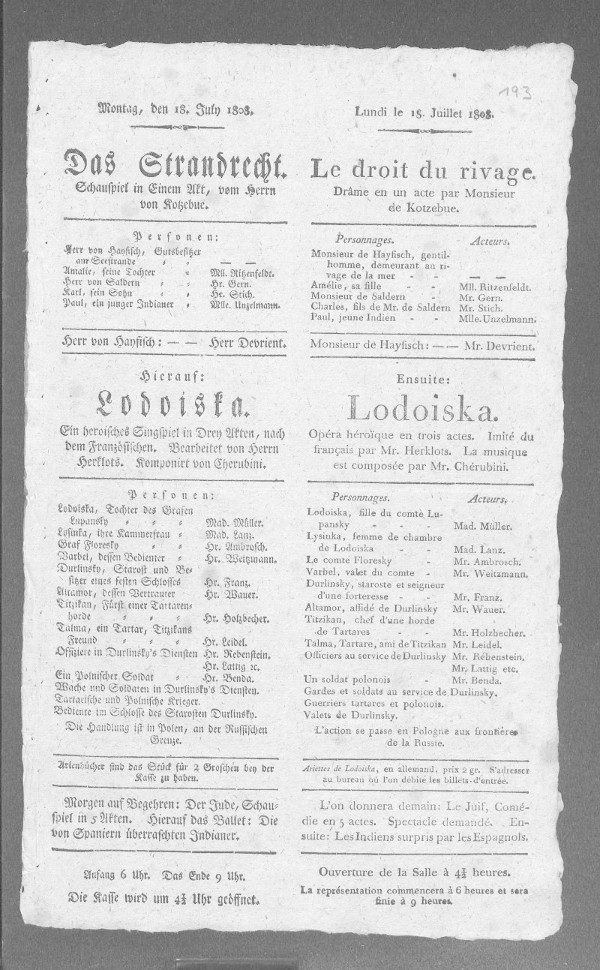 193
Montag, den 18. July 1808.
Das Strandrecht.
Schauspiel in Einem Akt, vom Herrn
von Kotzebue.
Personen:
Herr von Hayfisch, Gutsbesitzer
am Seestrande „ „ — —
Amalie, seine Tochter „ Mll. Ritzenfeldt.
Herr von Saldern „ „ Hr. Gern.
Karl, sein Sohn „ „ Hr. Stich.
Paul, ein junger Indianer „ Mlle. Unzelmann.
Herr von Hayfisch: — — Herr Devrient.
Hierauf:
Lodoiska.
Ein heroisches Singspiel in Drey Akten, nach
dem Französischen. Bearbeitet von Herrn
Herklots. Komponirt von Cherubini.
Personen:
Lodoiska, Tochter des Grafen
Lupansky „ „ „ Mad. Müller.
Lysinka, ihre Kammerfrau „ Mad. Lanz.
Graf Floresky „ „ Hr. Ambrosch.
Varbel, dessen Bedienter „ Hr. Weitzmann.
Durlinsky, Starost und Be-
sitzer eines festen Schlosses Hr. Franz.
Altamor, dessen Vertrauter Hr. Wauer.
Titzikan, Fürst einer Tartaren-
horde „ „ „ Hr. Holzbecher.
Talma, ein Tartar, Titzikans
Freund „ „ „ Hr. Leidel.
Offiziere in Durlinsky's Diensten Hr. Rebenstein.
Hr. Lattig ꝛc.
Ein Polnischer Soldat „ Hr. Benda.
Wache und Soldaten in Durlinsky's Diensten.
Tartarische und Polnische Krieger.
Bediente im Schlosse des Starosten Durlinsky.
Die Handlung ist in Polen, an der Russischen
Grenze.
Arienbücher sind das Stück für 2 Groschen bey der
Kasse zu haben.
Morgen auf Begehren: Der Jude, Schau-
spiel in 5 Akten. Hierauf das Ballet: Die
von Spaniern überraschten Indianer.
Anfang 6 Uhr. Das Ende 9 Uhr.
Die Kasse wird um 4½ Uhr geöffnet.
Lundi le 18. Juillet 1808.
Le droit du rivage.
Drâme en un acte par Monsieur
de Kotzebue.
Personnages. Acteurs.
Monsieur de Hayfisch, gentil-
homme, demeurant au ri-
vage de la mer - - — —
Amélie, sa fille - - Mll. Ritzenfeldt.
Monsieur de Saldern - Mr. Gern.
Charles, fils de Mr. de Saldern Mr. Stich.
Paul, jeune Indien - - Mlle. Unzelmann.
Monsieur de Hayfisch: — — Mr. Devrient.
Ensuite:
Lodoiska.
Opéra héroïque en trois actes. Imité du
français par Mr. Herklots. La musique
est composée par Mr. Chérubini.
Personnages. Acteurs.
Lodoiska, fille du comte Lu-
pansky - - - Mad. Müller.
Lysinka, femme de chambre
de Lodoiska - - Mad. Lanz.
Le comte Floresky - Mr. Ambrosch.
Varbel, valet du comte - Mr. Weitzmann.
Durlinsky, staroste et seigneur
d'une forteresse - - Mr. Franz.
Altamor, affidé de Durlinsky Mr. Wauer.
Titzikan, chef d'une horde
de Tartares - - Mr. Holzbecher.
Talma, Tartare, ami de Titzikan Mr. Leidel.
Officiers au service de Durlinsky Mr. Rébenstein.
Mr. Lattig etc.
Un soldat polonois - Mr. Benda.
Gardes et soldats au service de Durlinsky.
Guerriers tartares et polonois.
Valets de Durlinsky.
L'action se passe en Pologne aux frontières
de la Russie.
Ariettes de Lodoiska, en allemand, prix 2 gr. S'adresser
au bureau où l'on débite les billets-d'entrée.
L'on donnera demain: Le Juif, Comé-
die en 5 actes. Spectacle demandé. En-
suite: Les Indiens surpris par les Espagnols.
Ouverture de la Salle à 4½ heures.
La représentation commencera à 6 heures et sera
finie à 9 heures.